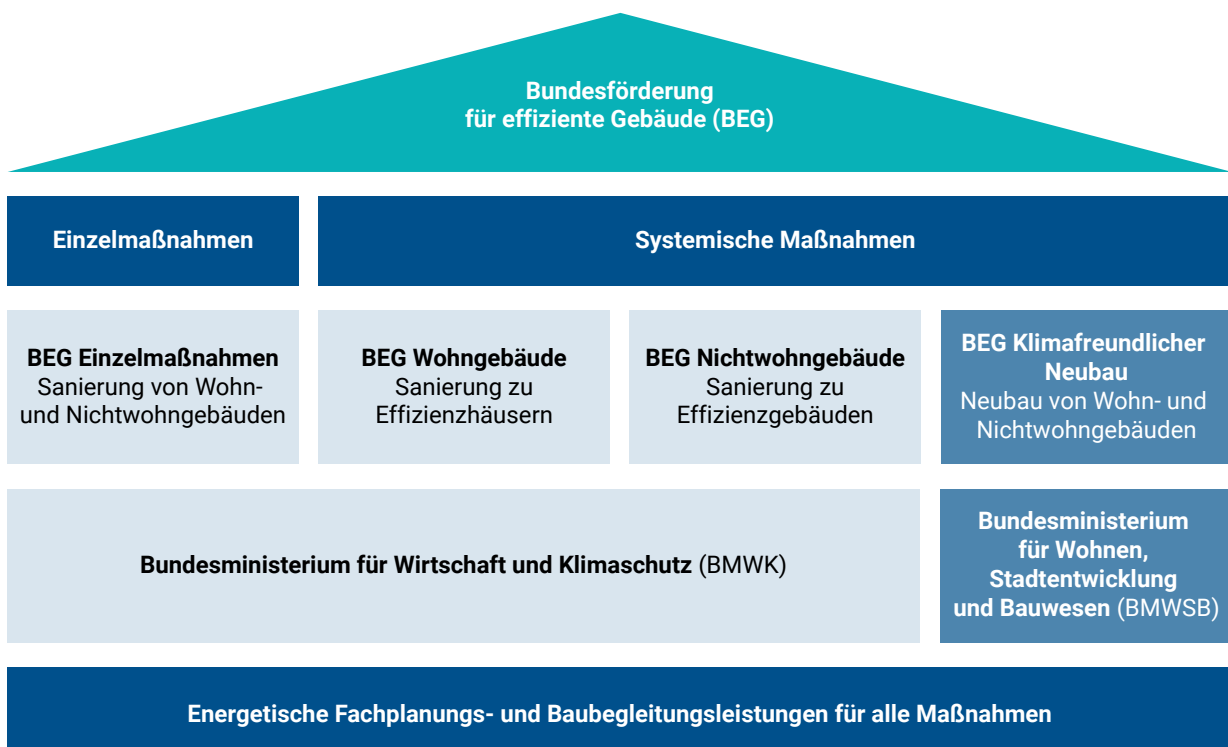 Bundesförderung
für effiziente Gebäude (BEG)
Einzelmaßnahmen
Systemische Maßnahmen
BEG Einzelmaßnahmen
Sanierung von Wohn-
und Nichtwohngebäuden
BEG Wohngebäude
Sanierung zu
Effizienzhäusern
BEG Nichtwohngebäude
Sanierung zu
Effizienzgebäuden
BEG Klimafreundlicher
Neubau
Neubau von Wohn- und
Nichtwohngebäuden
Bundesministerium für Wirtschaft und Klimaschutz (BMWK)
Bundesministerium
für Wohnen,
Stadtentwicklung
und Bauwesen (BMWSB)
Energetische Fachplanungs- und Baubegleitungsleistungen für alle Maßnahmen